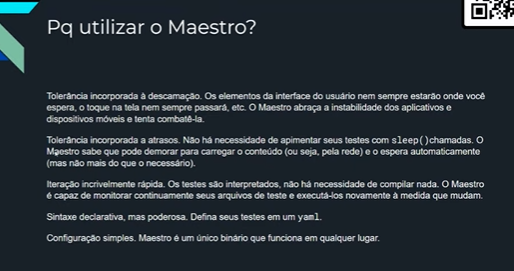 Pq utilizar o Maestro?
Tolerância incorporada à descamação. Os elementos da interface do usuário nem sempre estarão onde você
espera, o toque na tela nem sempre passará, etc. O Maestro abraça a instabilidade dos aplicativos e
dispositivos móveis e tenta combatê-la.
Tolerância incorporada a atrasos. Não há necessidade de apimentar seus testes com sleep()chamadas. O
Maestro sabe que pode demorar para carregar o conteúdo (ou seja, pela rede) e o espera automaticamente
(mas não mais do que o necessário).
Iteração incrivelmente rápida. Os testes são interpretados, não há necessidade de compilar nada. O Maestro
é capaz de monitorar continuamente seus arquivos de teste e executá-los novamente à medida que mudam.
Sintaxe declarativa, mas poderosa. Defina seus testes em um yaml.
Configuração simples. Maestro é um único binário que funciona em qualquer lugar.